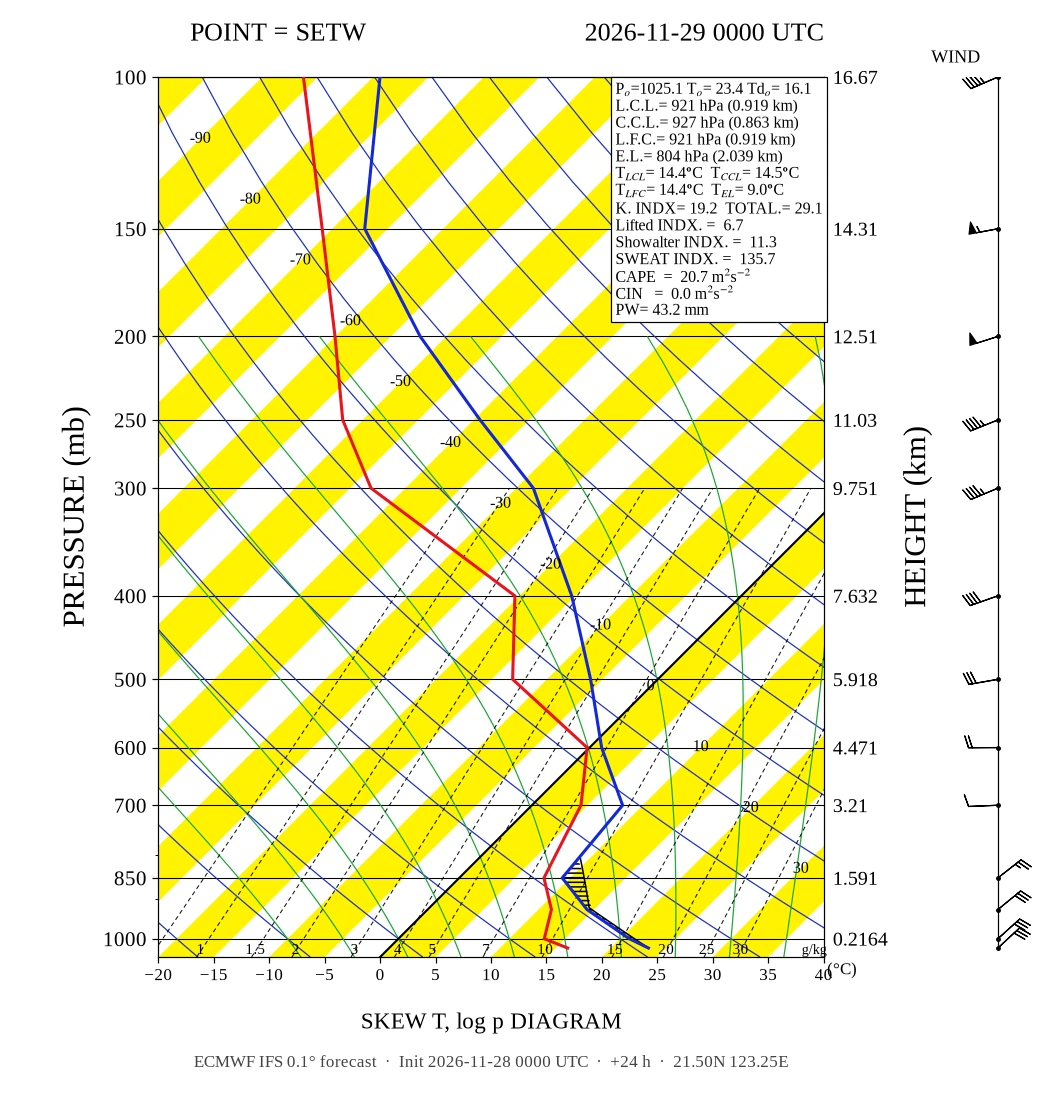 POINT = SETW 2026-11-29 0000 UTC
WIND
100 16.67
P₀=1025.1 T₀= 23.4 Td₀= 16.1
L.C.L.= 921 hPa (0.919 km)
C.C.L.= 927 hPa (0.863 km)
L.F.C.= 921 hPa (0.919 km)
E.L.= 804 hPa (2.039 km)
T_LCL= 14.4°C T_CCL= 14.5°C
T_LFC= 14.4°C T_EL= 9.0°C
K. INDX= 19.2 TOTAL.= 29.1
Lifted INDX. = 6.7
Showalter INDX. = 11.3
SWEAT INDX. = 135.7
CAPE = 20.7 m²s⁻²
CIN = 0.0 m²s⁻²
PW= 43.2 mm
-90
-80
150 14.31
-70
-60
200 12.51
-50
250 11.03
-40
300 9.751
-30
-20
400 7.632
-10
500 5.918
0
600 4.471
10
700 3.21
20
850 1.591
30
1000 0.2164
PRESSURE (mb)
HEIGHT (km)
1 1.5 2 3 4 5 7 10 15 20 25 30 g/kg
−20 −15 −10 −5 0 5 10 15 20 25 30 35 40 (°C)
SKEW T, log p DIAGRAM
ECMWF IFS 0.1° forecast · Init 2026-11-28 0000 UTC · +24 h · 21.50N 123.25E